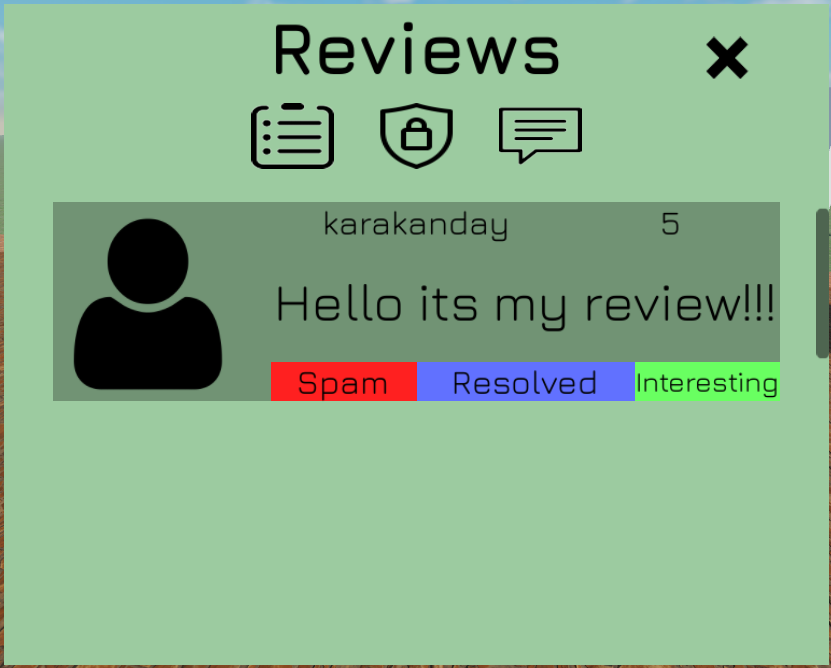 Reviews
karakanday 5
Hello its my review!!!
Spam Resolved Interesting